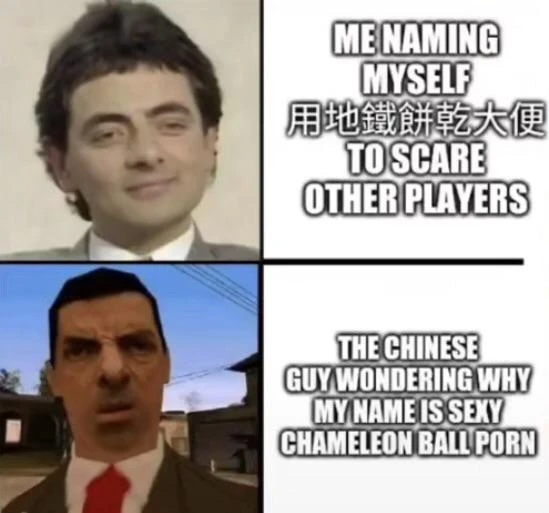 ME NAMING
MYSELF
用地鐵餅乾大便
TO SCARE
OTHER PLAYERS
THE CHINESE
GUY WONDERING WHY
MY NAME IS SEXY
CHAMELEON BALL PORN